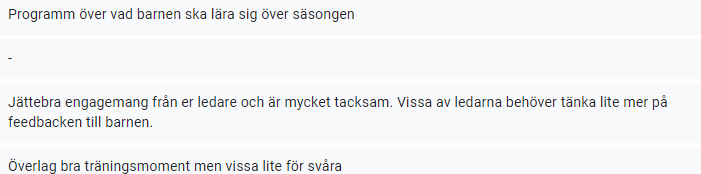 Programm över vad barnen ska lära sig över säsongen
-
Jättebra engagemang från er ledare och är mycket tacksam. Vissa av ledarna behöver tänka lite mer på
feedbacken till barnen.
Överlag bra träningsmoment men vissa lite för svåra